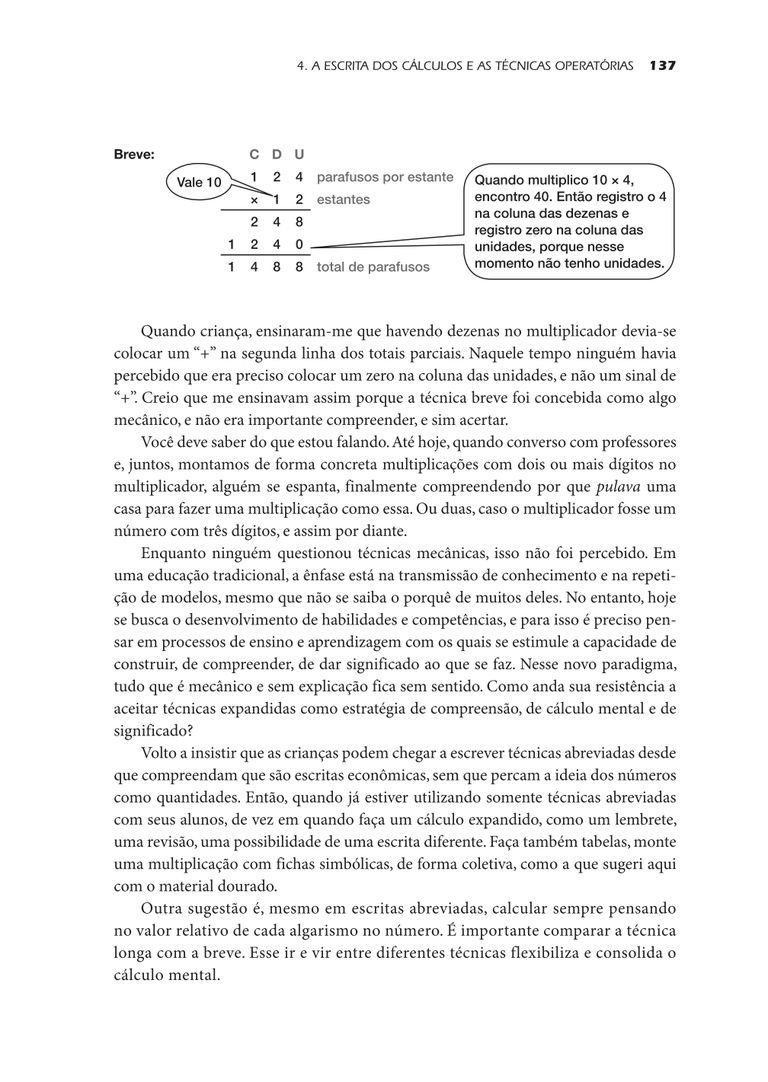 4. A ESCRITA DOS CÁLCULOS E AS TÉCNICAS OPERATÓRIAS 137
Breve:
C D U
Vale 10
1 2 4 parafusos por estante
× 1 2 estantes
2 4 8
1 2 4 0
1 4 8 8 total de parafusos
Quando multiplico 10 × 4,
encontro 40. Então registro o 4
na coluna das dezenas e
registro zero na coluna das
unidades, porque nesse
momento não tenho unidades.
Quando criança, ensinaram-me que havendo dezenas no multiplicador devia-se
colocar um “+” na segunda linha dos totais parciais. Naquele tempo ninguém havia
percebido que era preciso colocar um zero na coluna das unidades, e não um sinal de
“+”. Creio que me ensinavam assim porque a técnica breve foi concebida como algo
mecânico, e não era importante compreender, e sim acertar.
Você deve saber do que estou falando. Até hoje, quando converso com professores
e, juntos, montamos de forma concreta multiplicações com dois ou mais dígitos no
multiplicador, alguém se espanta, finalmente compreendendo por que pulava uma
casa para fazer uma multiplicação como essa. Ou duas, caso o multiplicador fosse um
número com três dígitos, e assim por diante.
Enquanto ninguém questionou técnicas mecânicas, isso não foi percebido. Em
uma educação tradicional, a ênfase está na transmissão de conhecimento e na repeti-
ção de modelos, mesmo que não se saiba o porquê de muitos deles. No entanto, hoje
se busca o desenvolvimento de habilidades e competências, e para isso é preciso pen-
sar em processos de ensino e aprendizagem com os quais se estimule a capacidade de
construir, de compreender, de dar significado ao que se faz. Nesse novo paradigma,
tudo que é mecânico e sem explicação fica sem sentido. Como anda sua resistência a
aceitar técnicas expandidas como estratégia de compreensão, de cálculo mental e de
significado?
Volto a insistir que as crianças podem chegar a escrever técnicas abreviadas desde
que compreendam que são escritas econômicas, sem que percam a ideia dos números
como quantidades. Então, quando já estiver utilizando somente técnicas abreviadas
com seus alunos, de vez em quando faça um cálculo expandido, como um lembrete,
uma revisão, uma possibilidade de uma escrita diferente. Faça também tabelas, monte
uma multiplicação com fichas simbólicas, de forma coletiva, como a que sugeri aqui
com o material dourado.
Outra sugestão é, mesmo em escritas abreviadas, calcular sempre pensando
no valor relativo de cada algarismo no número. É importante comparar a técnica
longa com a breve. Esse ir e vir entre diferentes técnicas flexibiliza e consolida o
cálculo mental.